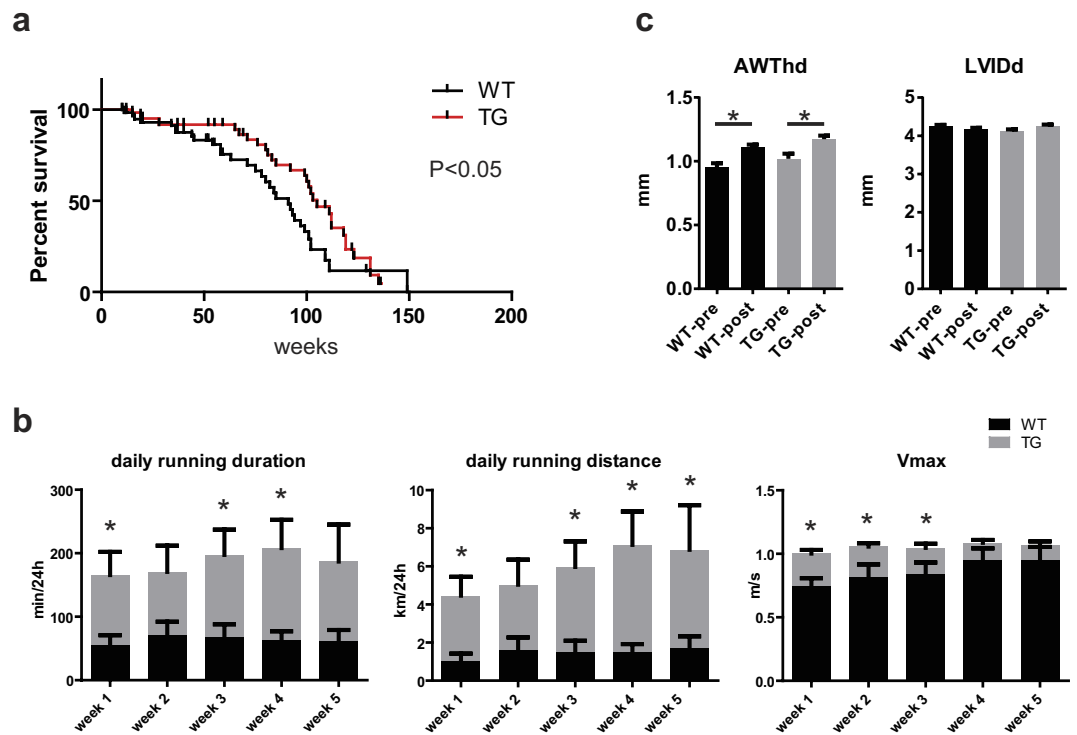 a
Percent survival
100
50
0
0 50 100 150 200
weeks
WT
TG
P<0.05
c
AWThd
mm
1.5
1.0
0.5
0.0
* *
WT-pre WT-post TG-pre TG-post
LVIDd
mm
5
4
3
2
1
0
WT-pre WT-post TG-pre TG-post
b
WT
TG
daily running duration
min/24h
300
200
100
0
* * *
week 1 week 2 week 3 week 4 week 5
daily running distance
km/24h
10
8
6
4
2
0
* * * *
week 1 week 2 week 3 week 4 week 5
Vmax
m/s
1.5
1.0
0.5
0.0
* * *
week 1 week 2 week 3 week 4 week 5